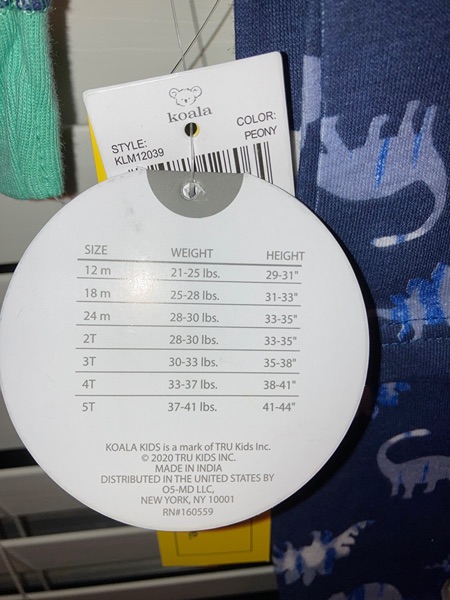 koala
STYLE: COLOR:
KLM12039 PEONY
SIZE WEIGHT HEIGHT
12 m 21-25 lbs. 29-31"
18 m 25-28 lbs. 31-33"
24 m 28-30 lbs. 33-35"
2T 28-30 lbs. 33-35"
3T 30-33 lbs. 35-38"
4T 33-37 lbs. 38-41"
5T 37-41 lbs. 41-44"
KOALA KIDS is a mark of TRU Kids Inc.
© 2020 TRU KIDS INC.
MADE IN INDIA
DISTRIBUTED IN THE UNITED STATES BY
O5-MD LLC,
NEW YORK, NY 10001
RN#160559